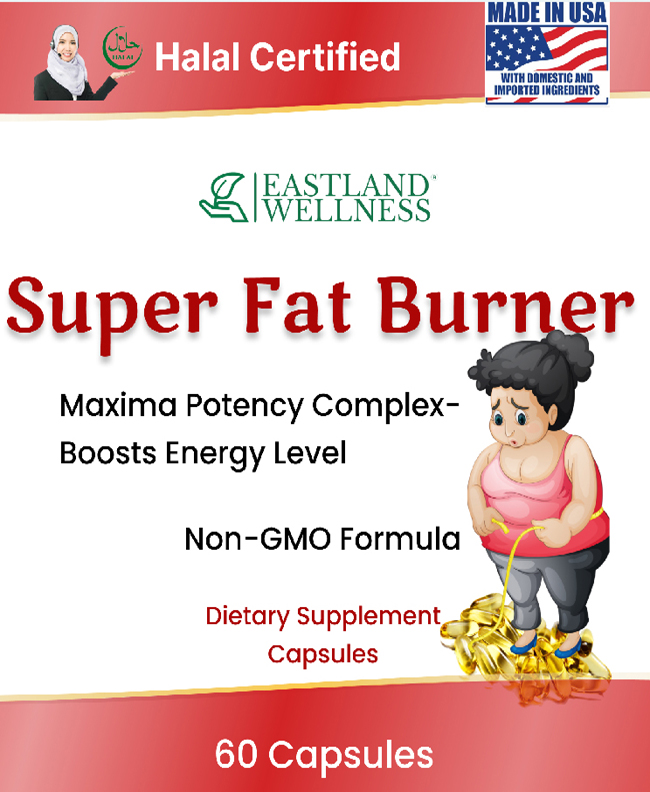 MADE IN USA
حلال
HALAL
Halal Certified
WITH DOMESTIC AND
IMPORTED INGREDIENTS
EASTLAND™
WELLNESS
Super Fat Burner
Maxima Potency Complex-
Boosts Energy Level
Non-GMO Formula
Dietary Supplement
Capsules
60 Capsules